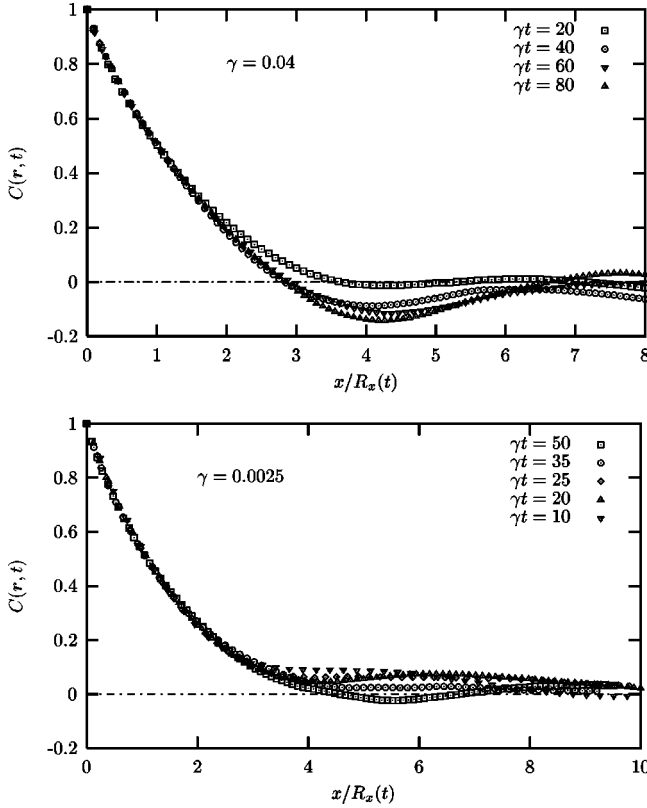 1
0.8
0.6
0.4
0.2
0
-0.2
C(r, t)
γ = 0.04
γt = 20
γt = 40
γt = 60
γt = 80
0 1 2 3 4 5 6 7 8
x/R_x(t)
1
0.8
0.6
0.4
0.2
0
-0.2
C(r, t)
γ = 0.0025
γt = 50
γt = 35
γt = 25
γt = 20
γt = 10
0 2 4 6 8 10
x/R_x(t)